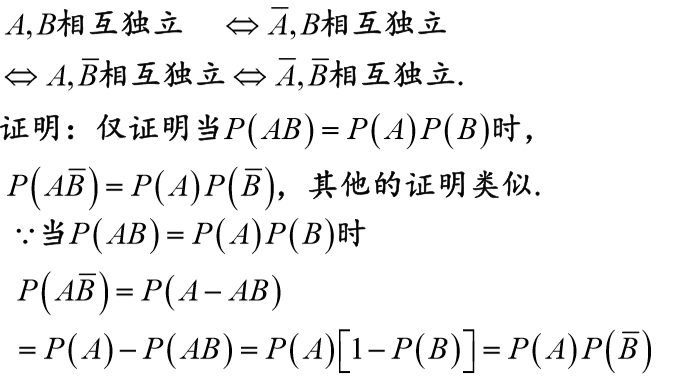 A,B相互独立 ⇔ A̅,B相互独立
⇔ A,B̅相互独立⇔ A̅,B̅相互独立.
证明：仅证明当P(AB)=P(A)P(B)时，
P(AB̅)=P(A)P(B̅)，其他的证明类似.
∵当P(AB)=P(A)P(B)时
P(AB̅)=P(A−AB)
=P(A)−P(AB)=P(A)[1−P(B)]=P(A)P(B̅)